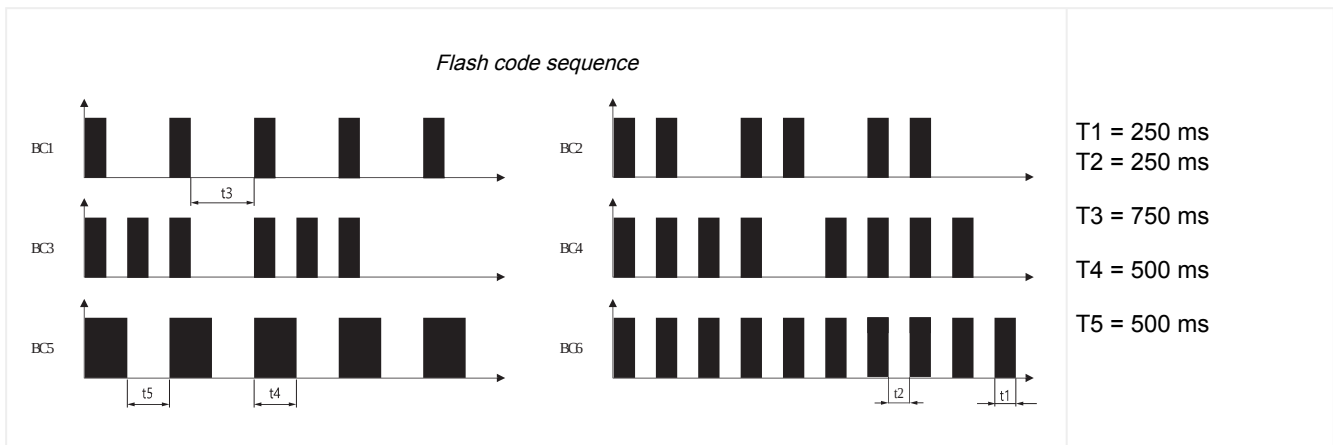 Flash code sequence
BC1
t3
BC2
BC3
BC4
BC5
t5
t4
BC6
t2
t1
T1 = 250 ms
T2 = 250 ms
T3 = 750 ms
T4 = 500 ms
T5 = 500 ms